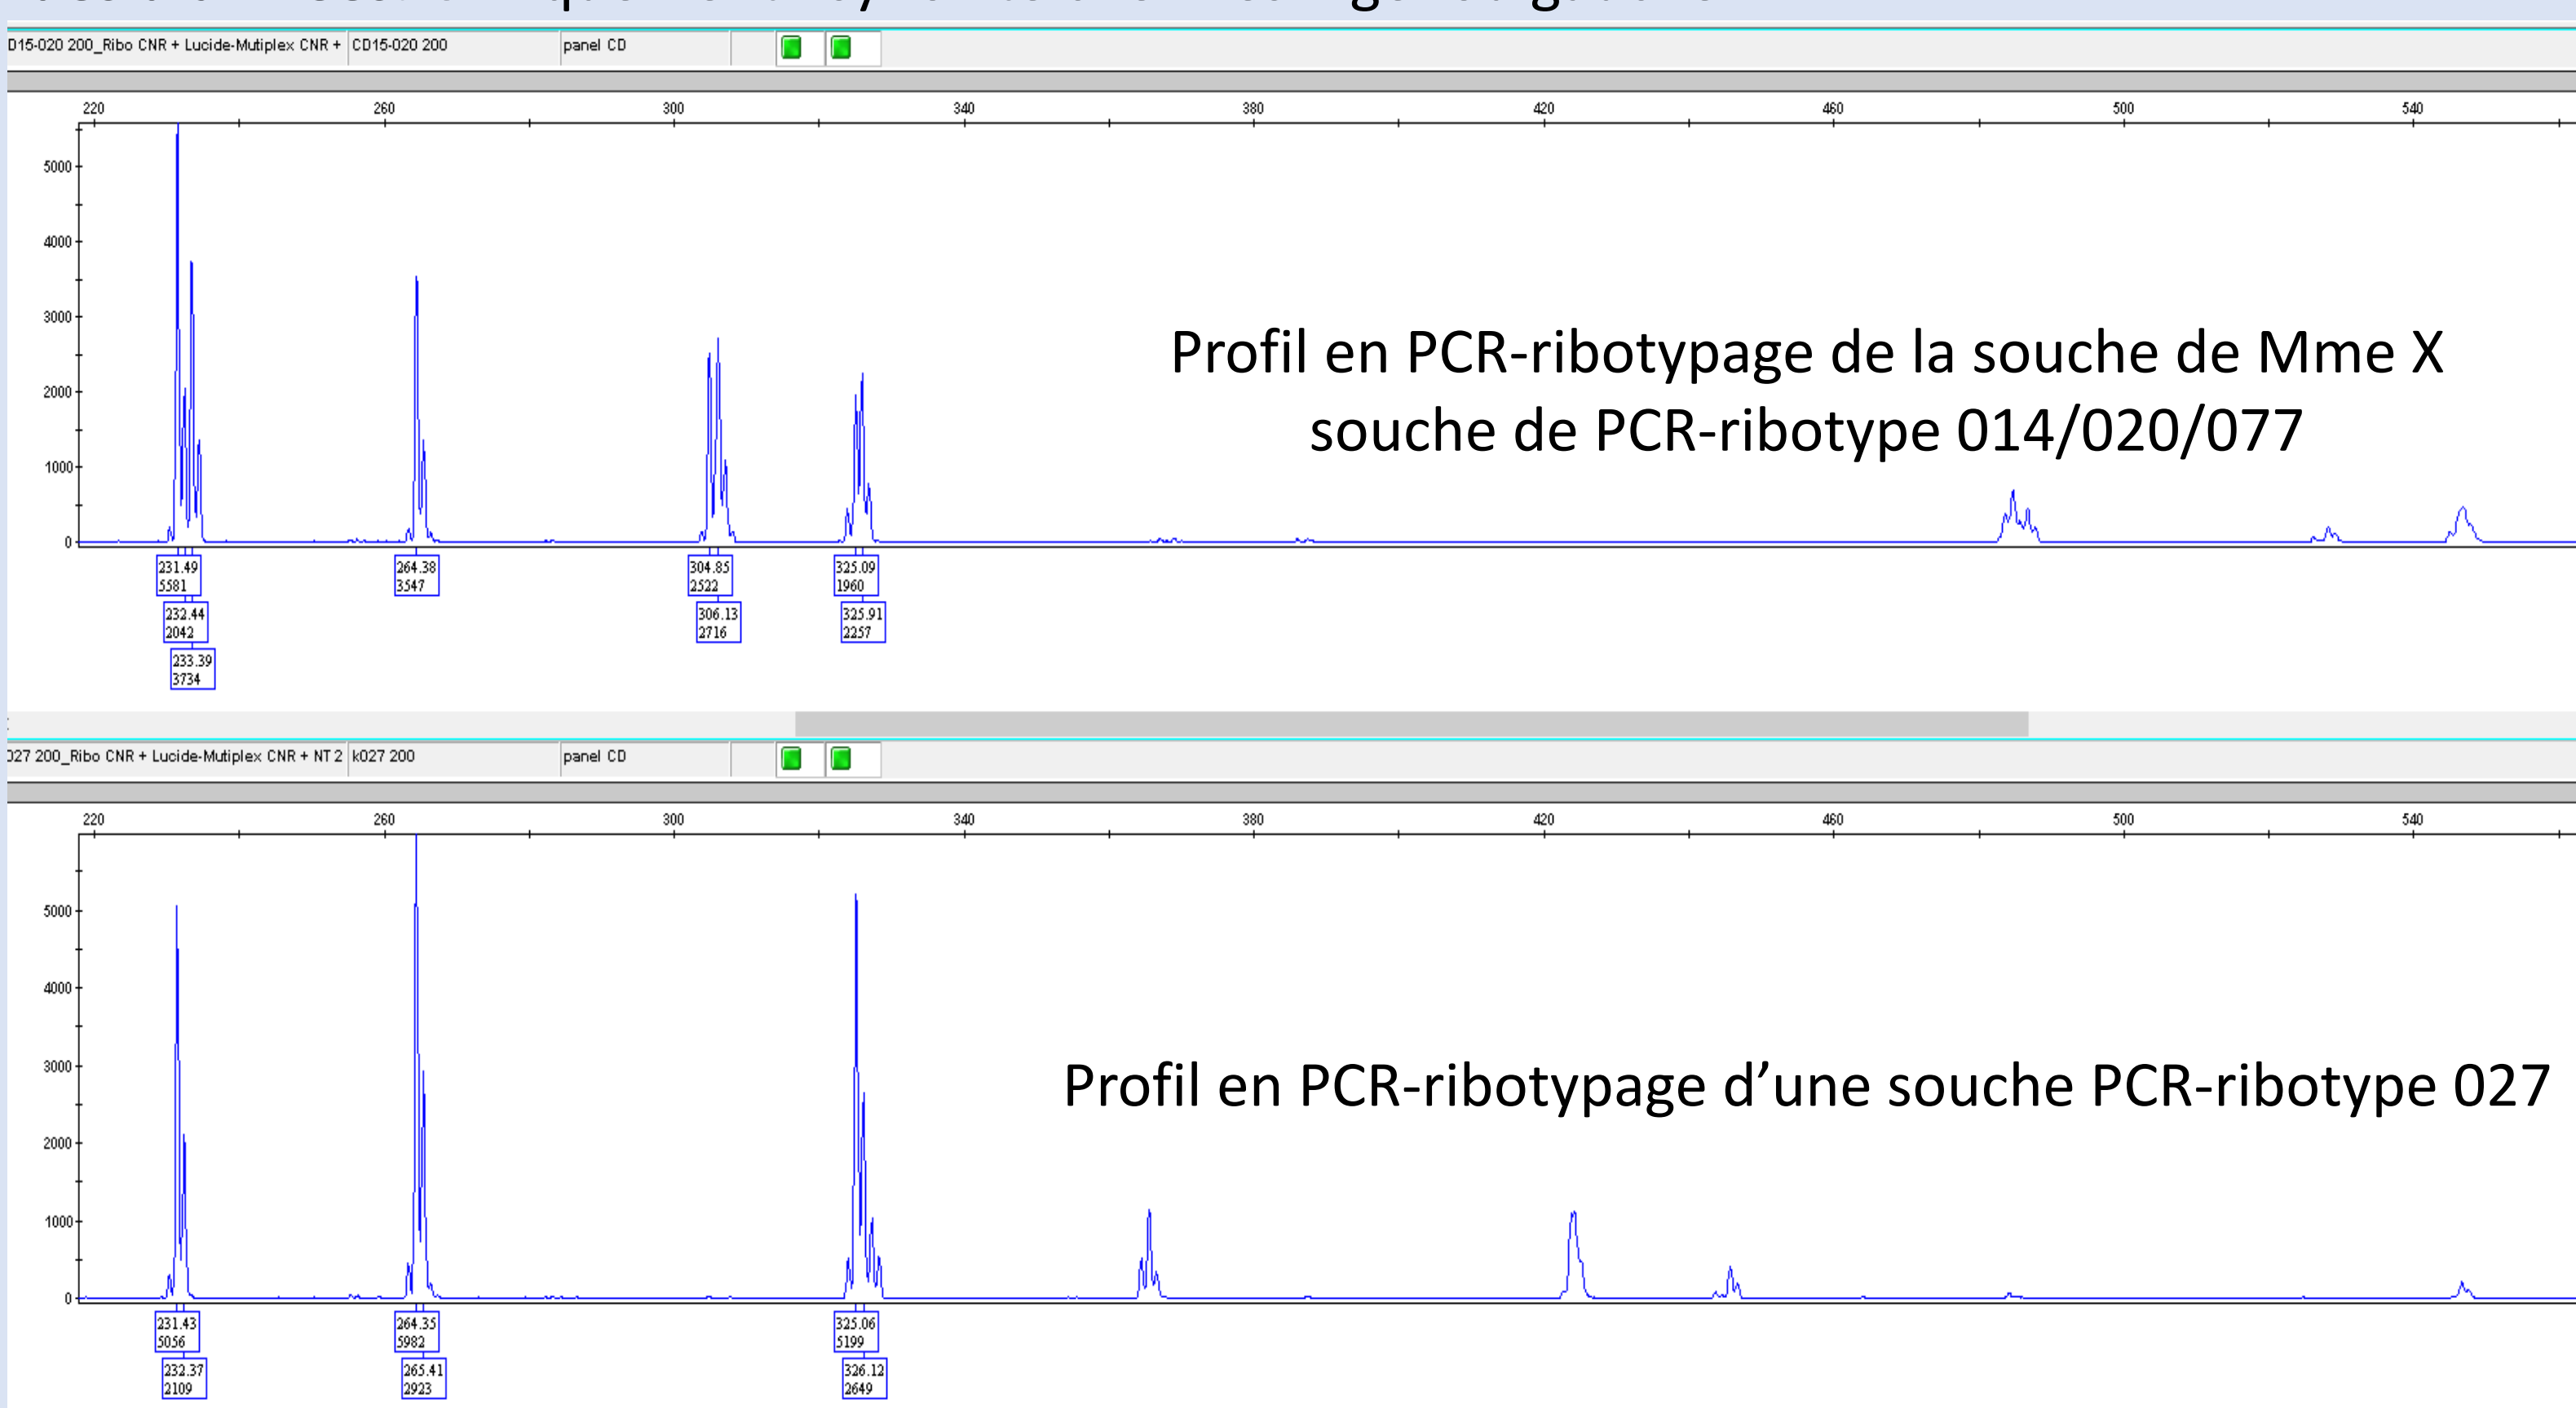 D15-020 200_Ribo CNR + Lucide-Mutiplex CNR + CD15-020 200 panel CD
220 260 300 340 380 420 460 500 540
5000
4000
3000
2000
1000
0
Profil en PCR-ribotypage de la souche de Mme X
souche de PCR-ribotype 014/020/077
231.49 264.38 304.85 325.09
5581 3547 2522 1960
232.44 306.13 325.91
2042 2716 2257
233.39
3734
027 200_Ribo CNR + Lucide-Mutiplex CNR + NT 2 k027 200 panel CD
220 260 300 340 380 420 460 500 540
5000
4000
3000
2000
1000
0
Profil en PCR-ribotypage d’une souche PCR-ribotype 027
231.43 264.35 325.06
5056 5982 5199
232.37 265.41 326.12
2109 2923 2649